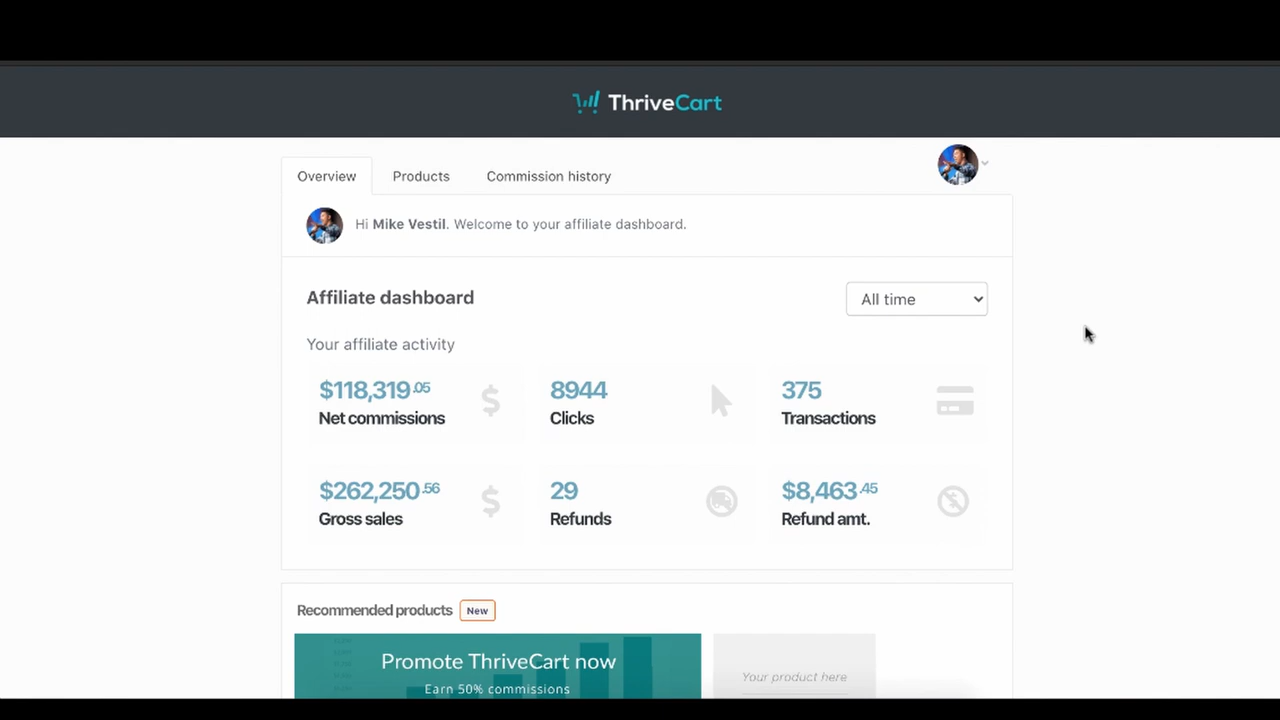 ThriveCart
Overview Products Commission history
Hi Mike Vestil. Welcome to your affiliate dashboard.
Affiliate dashboard
All time
Your affiliate activity
$118,319.05 8944 375
Net commissions Clicks Transactions
$262,250.56 29 $8,463.45
Gross sales Refunds Refund amt.
Recommended products New
Promote ThriveCart now
Your product here
Earn 50% commissions